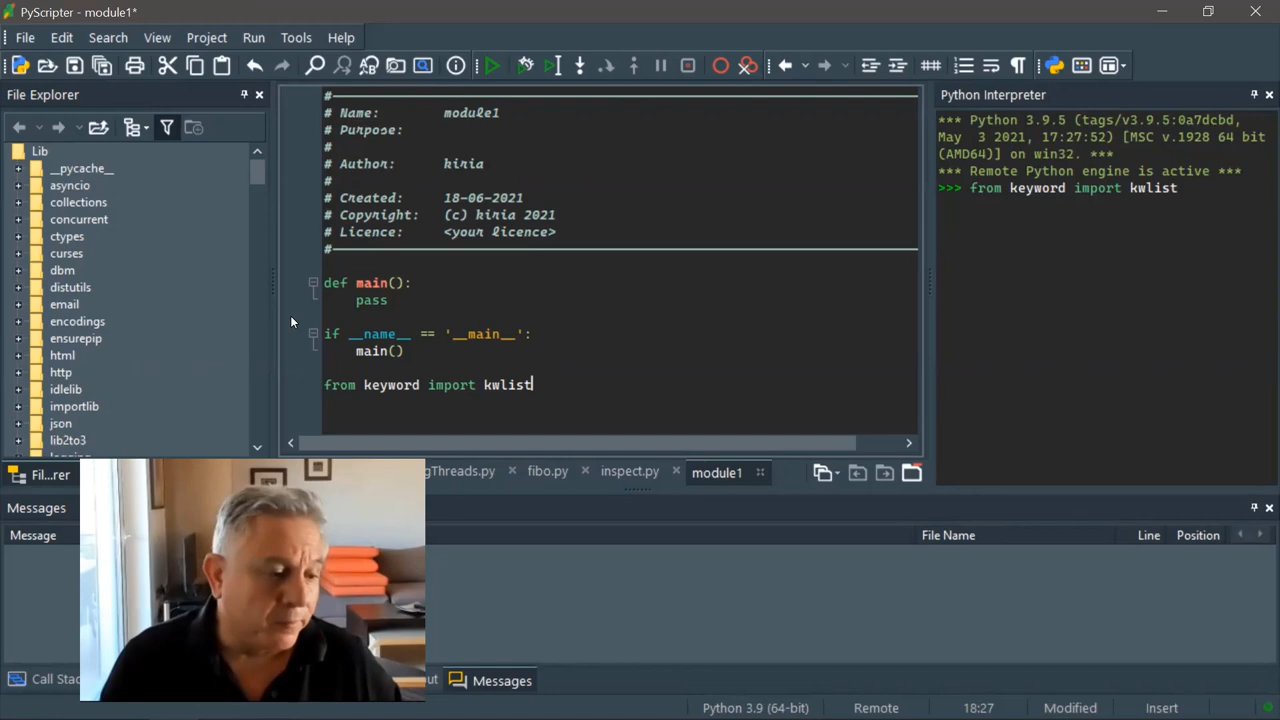 PyScripter - module1*
File Edit Search View Project Run Tools Help
File Explorer
Lib
__pycache__
asyncio
collections
concurrent
ctypes
curses
dbm
distutils
email
encodings
ensurepip
html
http
idlelib
importlib
json
lib2to3
Fil...rer
#
# Name: module1
# Purpose:
#
# Author: kiria
#
# Created: 18-06-2021
# Copyright: (c) kiria 2021
# Licence: <your licence>
#
def main():
pass
if __name__ == '__main__':
main()
from keyword import kwlist
gThreads.py fibo.py inspect.py module1
Python Interpreter
*** Python 3.9.5 (tags/v3.9.5:0a7dcbd,
May 3 2021, 17:27:52) [MSC v.1928 64 bit
(AMD64)] on win32. ***
*** Remote Python engine is active ***
>>> from keyword import kwlist
Messages
Message File Name Line Position
Call Sta ut Messages
Python 3.9 (64-bit) Remote 18:27 Modified Insert